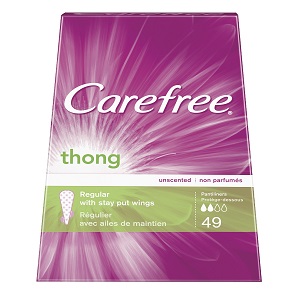 Carefree®
thong
unscented | non parfumés
Regular
with stay put wings
Régulier
avec ailes de maintien
Pantiliners
Protège-dessous
49